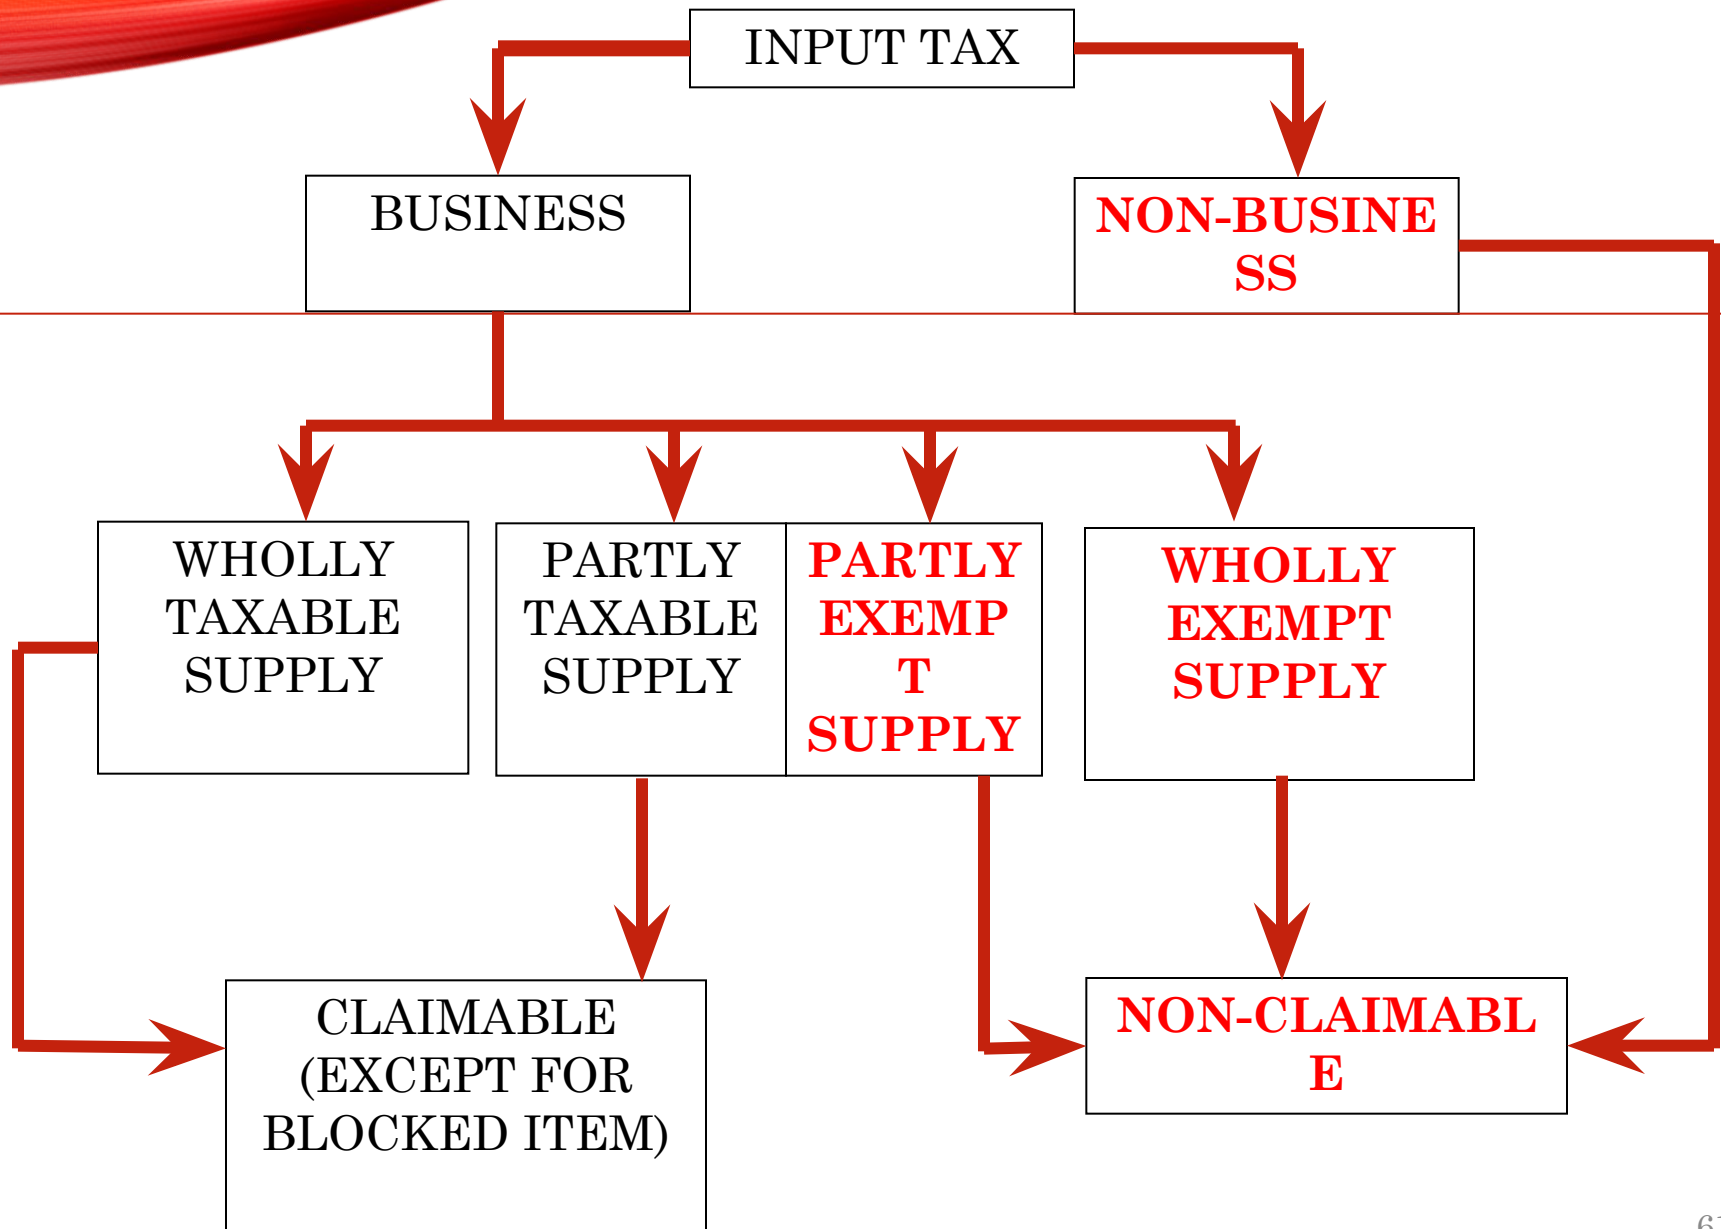 INPUT TAX
BUSINESS
NON-BUSINE
SS
WHOLLY
TAXABLE
SUPPLY
PARTLY
TAXABLE
SUPPLY
PARTLY
EXEMP
T
SUPPLY
WHOLLY
EXEMPT
SUPPLY
CLAIMABLE
(EXCEPT FOR
BLOCKED ITEM)
NON-CLAIMABL
E